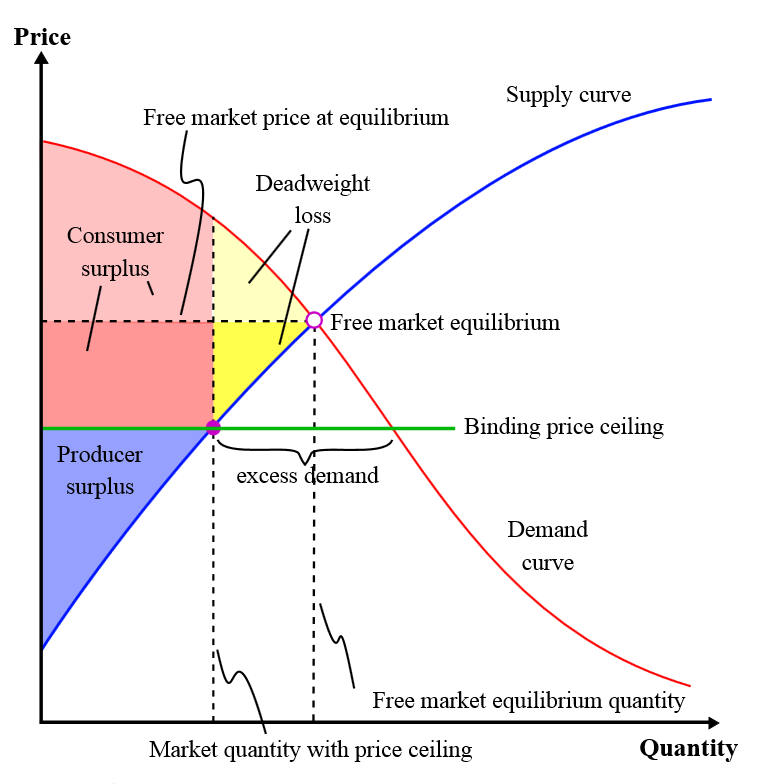 Price
Supply curve
Free market price at equilibrium
Deadweight
loss
Consumer
surplus
Free market equilibrium
Binding price ceiling
Producer
surplus
excess demand
Demand
curve
Free market equilibrium quantity
Market quantity with price ceiling
Quantity